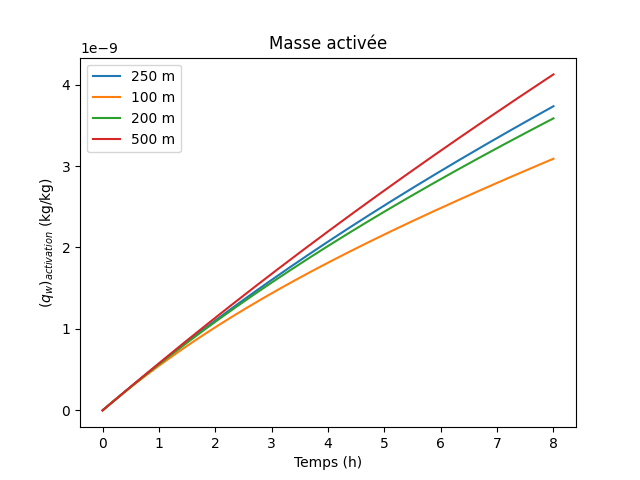 Masse activée
1e−9
250 m
100 m
200 m
500 m
4
3
2
1
0
(q_w)_activation (kg/kg)
0 1 2 3 4 5 6 7 8
Temps (h)